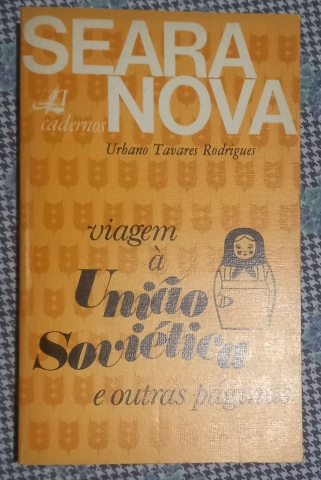 SEARA
NOVA
cadernos
Urbano Tavares Rodrigues
viagem
à
União
Soviética
e outras páginas